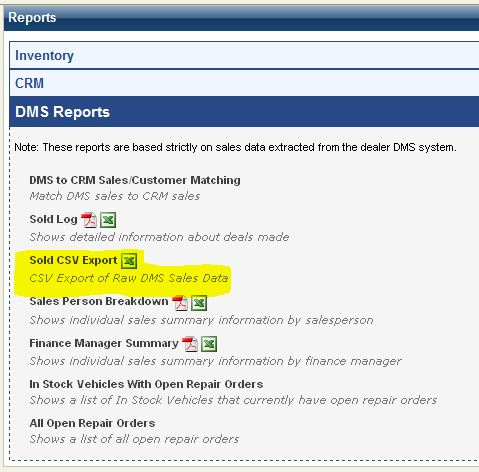 Reports
Inventory
CRM
DMS Reports
Note: These reports are based strictly on sales data extracted from the dealer DMS system.
DMS to CRM Sales/Customer Matching
Match DMS sales to CRM sales
Sold Log
Shows detailed information about deals made
Sold CSV Export
CSV Export of Raw DMS Sales Data
Sales Person Breakdown
Shows individual sales summary information by salesperson
Finance Manager Summary
Shows individual sales summary information by finance manager
In Stock Vehicles With Open Repair Orders
Shows a list of In Stock Vehicles that currently have open repair orders
All Open Repair Orders
Shows a list of all open repair orders